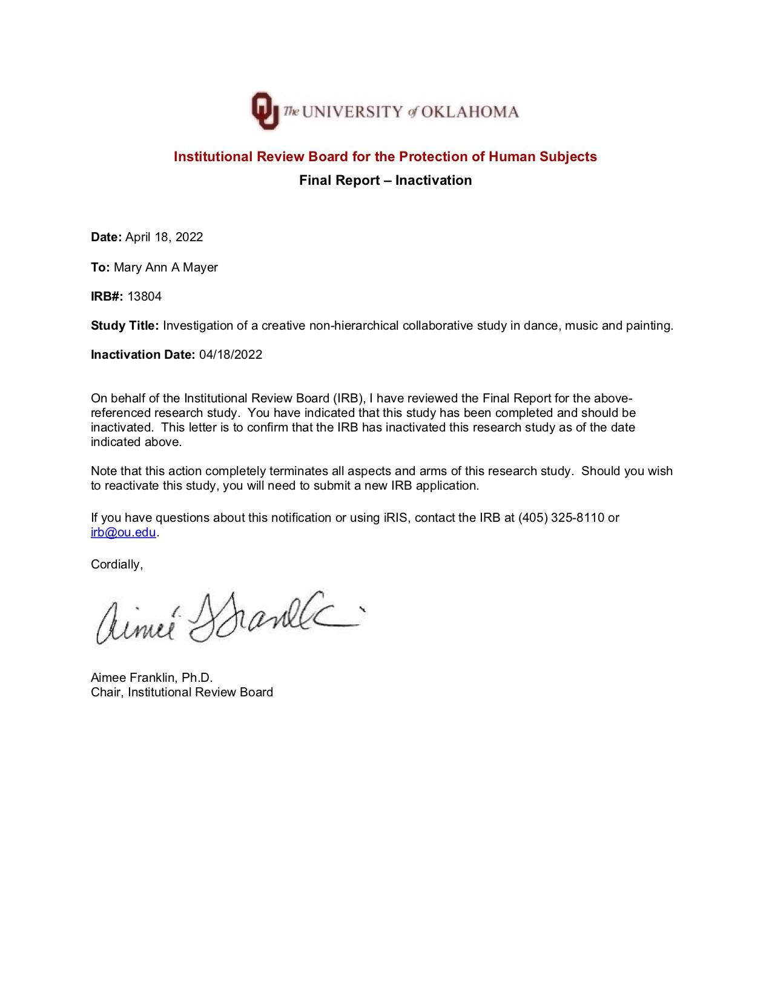 OU The UNIVERSITY of OKLAHOMA
Institutional Review Board for the Protection of Human Subjects
Final Report – Inactivation
Date: April 18, 2022
To: Mary Ann A Mayer
IRB#: 13804
Study Title: Investigation of a creative non-hierarchical collaborative study in dance, music and painting.
Inactivation Date: 04/18/2022
On behalf of the Institutional Review Board (IRB), I have reviewed the Final Report for the above-
referenced research study.  You have indicated that this study has been completed and should be
inactivated.  This letter is to confirm that the IRB has inactivated this research study as of the date
indicated above.
Note that this action completely terminates all aspects and arms of this research study.  Should you wish
to reactivate this study, you will need to submit a new IRB application.
If you have questions about this notification or using iRIS, contact the IRB at (405) 325-8110 or
irb@ou.edu.
Cordially,
Aimeé
Aimee Franklin, Ph.D.
Chair, Institutional Review Board